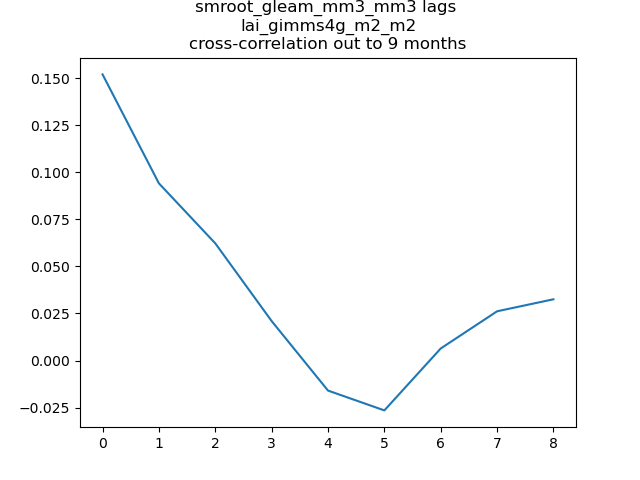 smroot_gleam_mm3_mm3 lags
lai_gimms4g_m2_m2
cross-correlation out to 9 months
0.150
0.125
0.100
0.075
0.050
0.025
0.000
−0.025
0 1 2 3 4 5 6 7 8